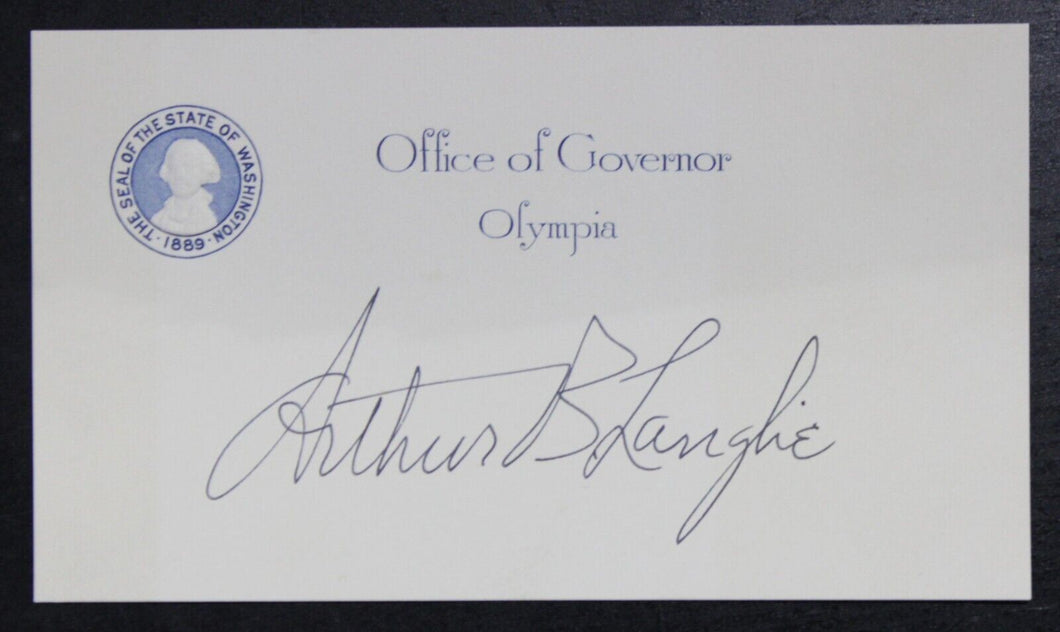 THE SEAL OF THE STATE OF WASHINGTON
· 1889 ·
Office of Governor
Olympia
Arthur B Langlie